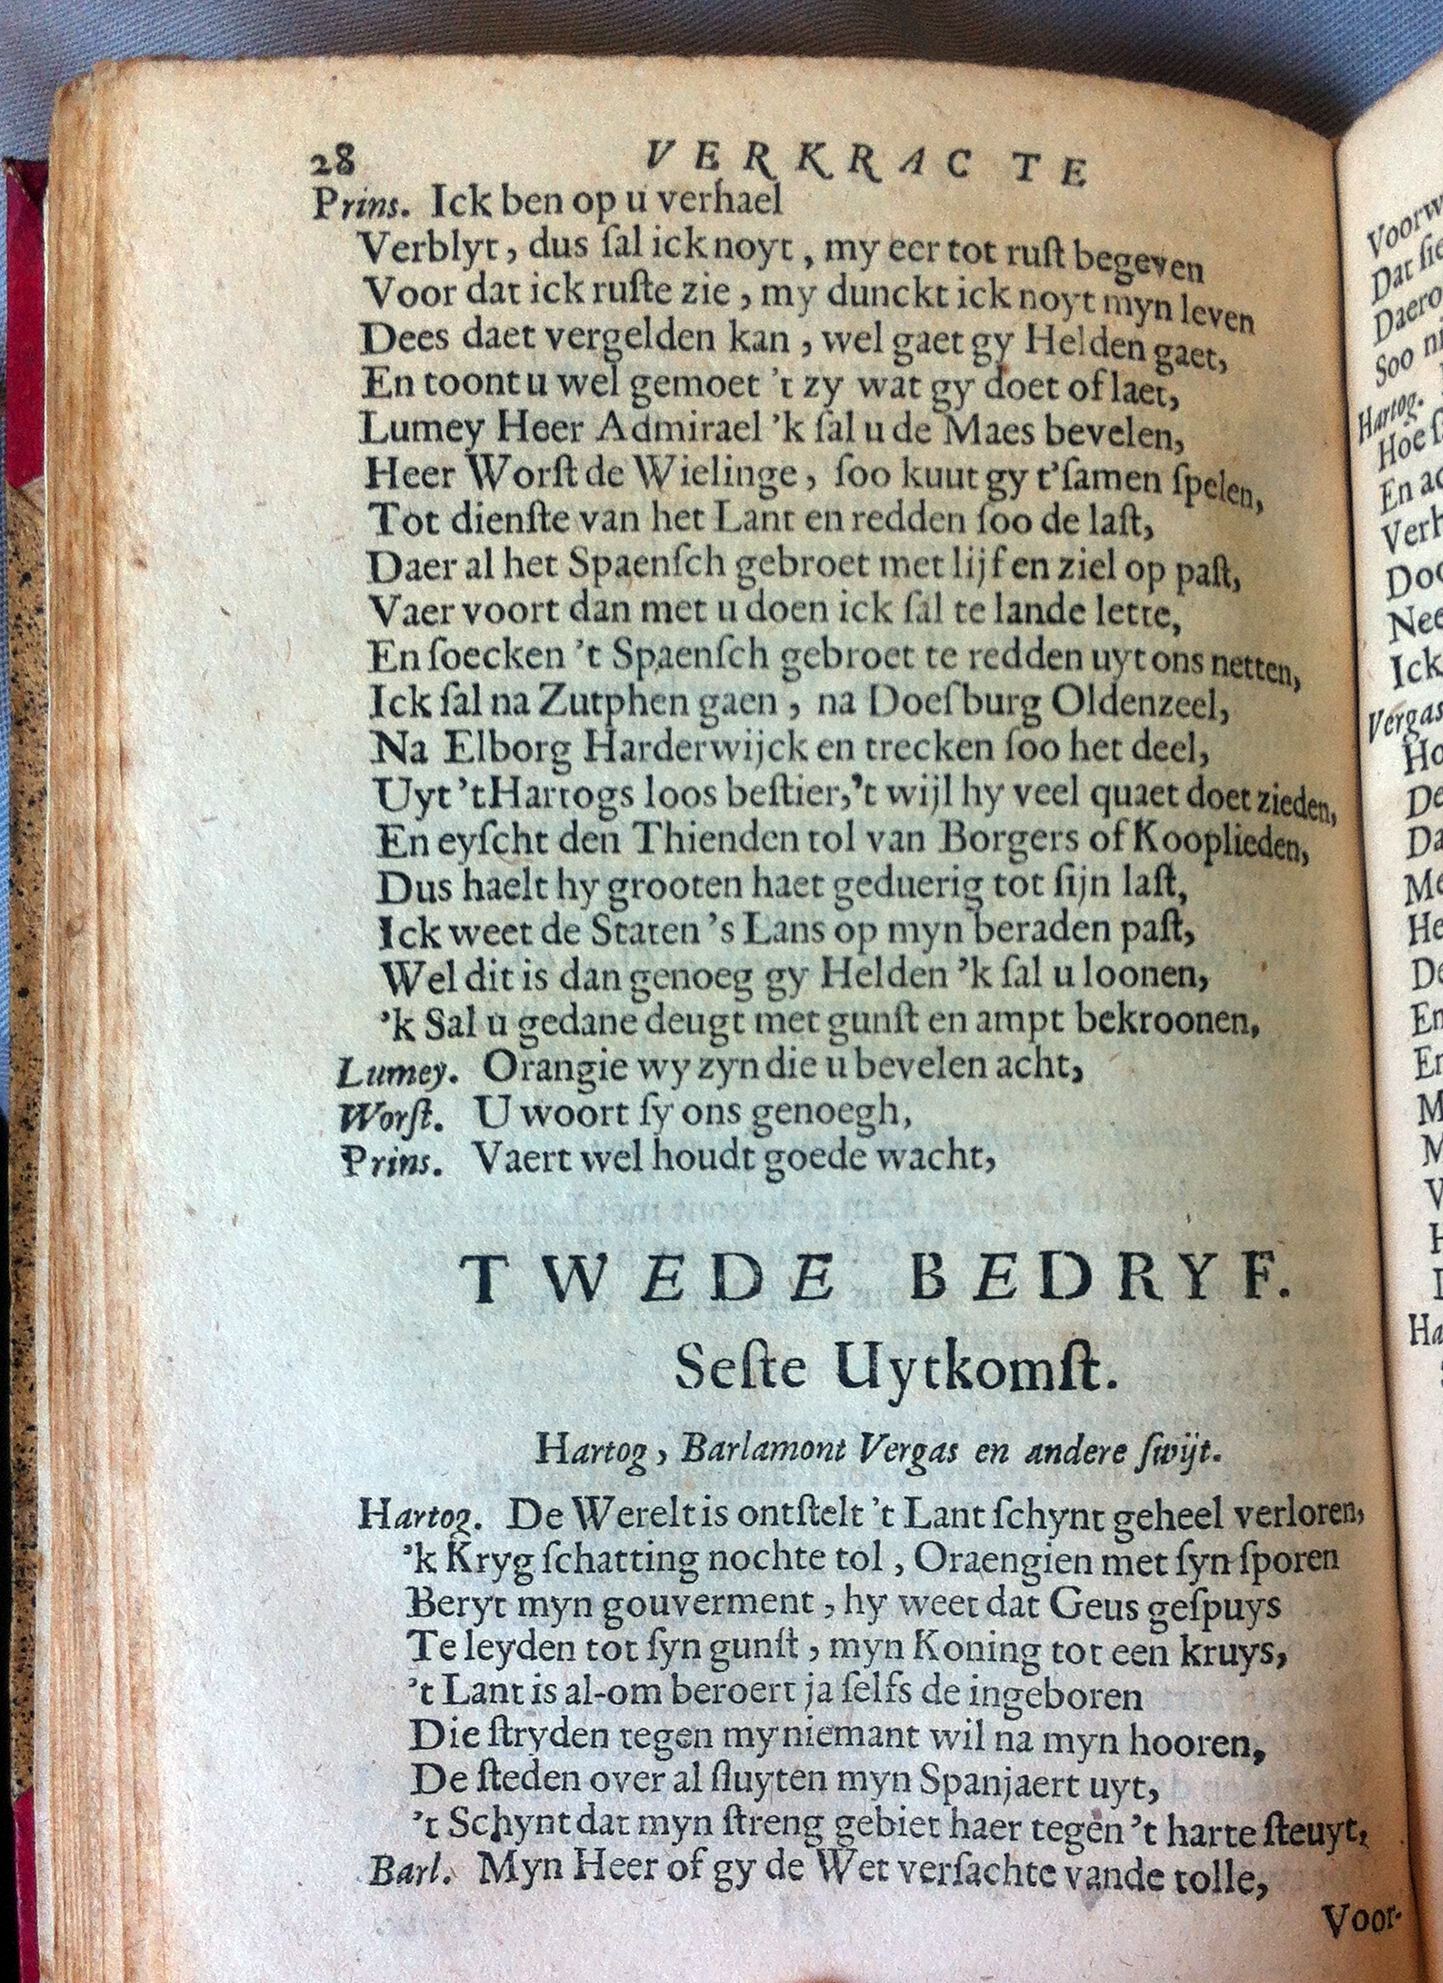 28 VERKRACTE
Prins. Ick ben op u verhael
Verblyt, dus ſal ick noyt, my eer tot ruſt begeven
Voor dat ick ruſte zie, my dunckt ick noyt myn leven
Dees daet vergelden kan, wel gaet gy Helden gaet,
En toont u wel gemoet 't zy wat gy doet of laet,
Lumey Heer Admirael 'k ſal u de Maes bevelen,
Heer Worſt de Wielinge, ſoo kuut gy t'ſamen ſpelen,
Tot dienſte van het Lant en redden ſoo de laſt,
Daer al het Spaenſch gebroet met lijf en ziel op paſt,
Vaer voort dan met u doen ick ſal te lande lette,
En ſoecken 't Spaenſch gebroet te redden uyt ons netten,
Ick ſal na Zutphen gaen, na Doeſburg Oldenzeel,
Na Elborg Harderwijck en trecken ſoo het deel,
Uyt 't Hartogs loos beſtier,'t wijl hy veel quaet doet zieden,
En eyſcht den Thienden tol van Borgers of Kooplieden,
Dus haelt hy grooten haet geduerig tot ſijn laſt,
Ick weet de Staten 's Lans op myn beraden paſt,
Wel dit is dan genoeg gy Helden 'k ſal u loonen,
'k Sal u gedane deugt met gunſt en ampt bekroonen,
Lumey. Orangie wy zyn die u bevelen acht,
Worſt. U woort ſy ons genoegh,
Prins. Vaert wel houdt goede wacht,
TWEDE BEDRYF.
Seſte Uytkomſt.
Hartog, Barlamont Vergas en andere ſwijt.
Hartog. De Werelt is ontſtelt 't Lant ſchynt geheel verloren,
'k Kryg ſchatting nochte tol, Oraengien met ſyn ſporen
Beryt myn gouverment, hy weet dat Geus geſpuys
Te leyden tot ſyn gunſt, myn Koning tot een kruys,
't Lant is al-om beroert ja ſelfs de ingeboren
Die ſtryden tegen my niemant wil na myn hooren,
De ſteden over al ſluyten myn Spanjaert uyt,
't Schynt dat myn ſtreng gebiet haer tegen 't harte ſteuyt,
Barl. Myn Heer of gy de Wet verſachte vande tolle,
Voor-